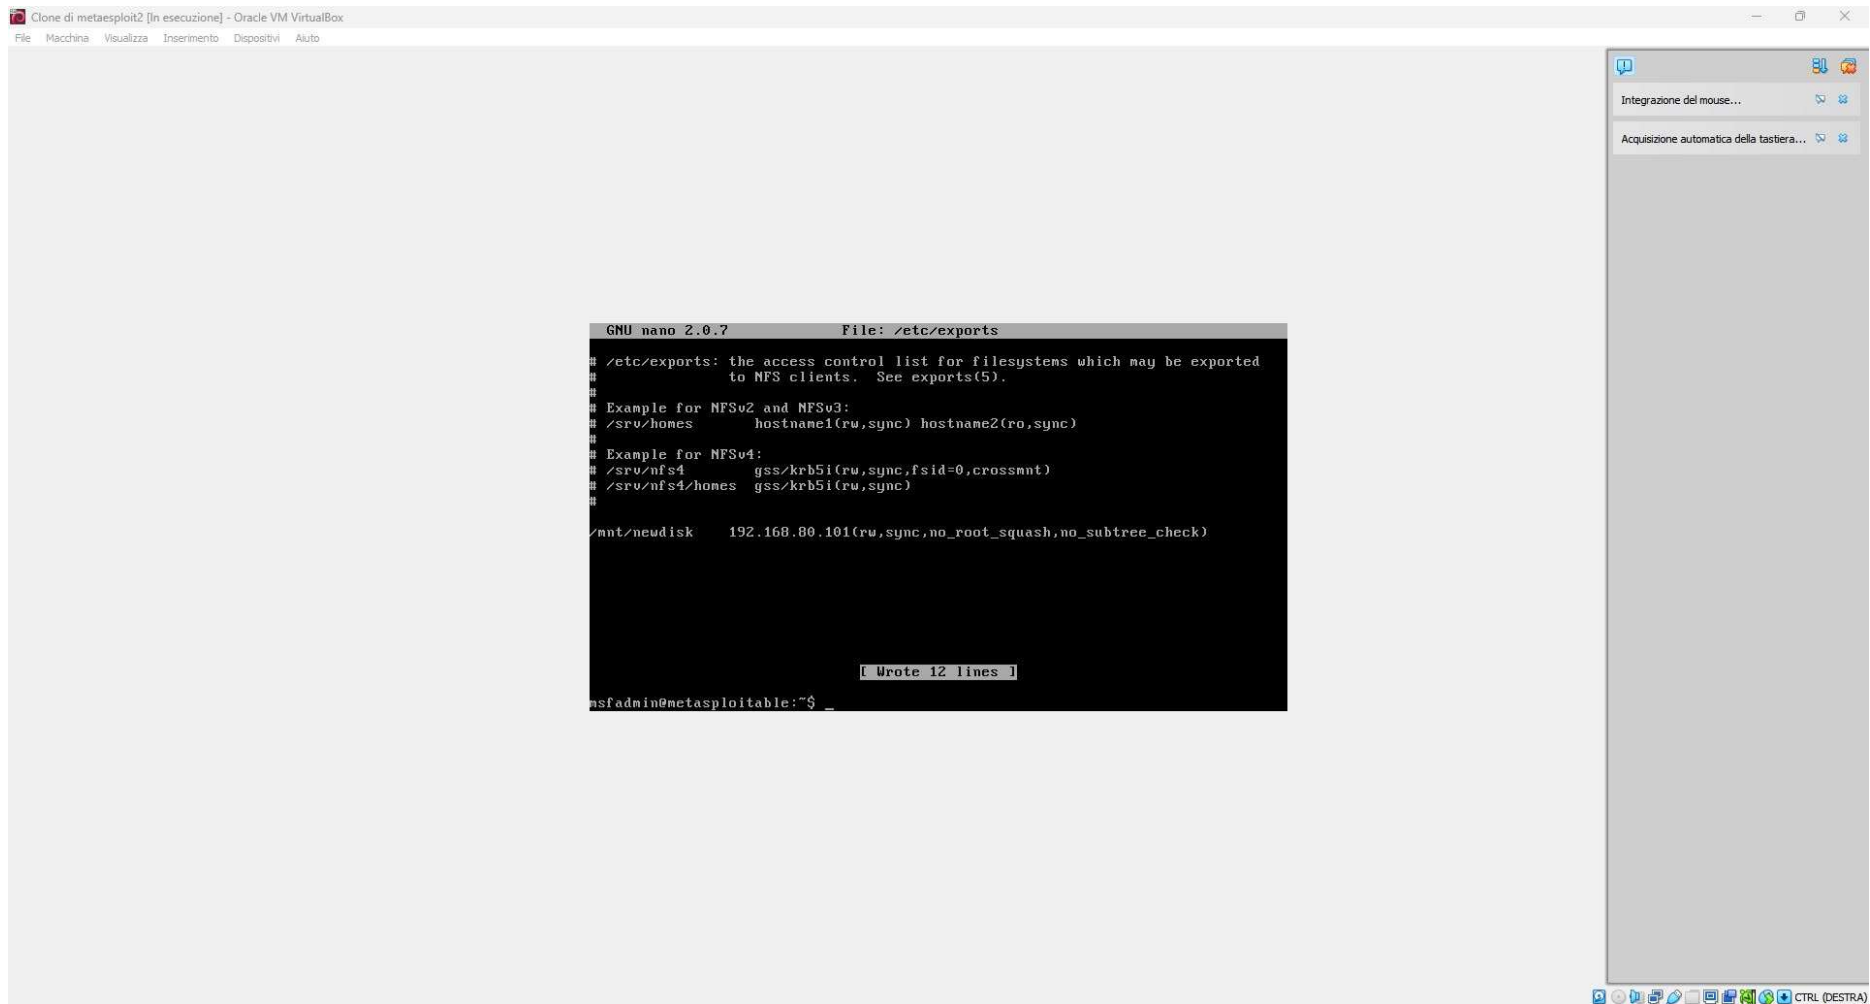 Clone di metaesploit2 [In esecuzione] - Oracle VM VirtualBox
File Macchina Visualizza Inserimento Dispositivi Aiuto
Integrazione del mouse...
Acquisizione automatica della tastiera...
GNU nano 2.0.7 File: /etc/exports
# /etc/exports: the access control list for filesystems which may be exported
# to NFS clients. See exports(5).
#
# Example for NFSv2 and NFSv3:
# /srv/homes hostname1(rw,sync) hostname2(ro,sync)
#
# Example for NFSv4:
# /srv/nfs4 gss/krb5i(rw,sync,fsid=0,crossmnt)
# /srv/nfs4/homes gss/krb5i(rw,sync)
#
/mnt/newdisk 192.168.80.101(rw,sync,no_root_squash,no_subtree_check)
[ Wrote 12 lines ]
msfadmin@metasploitable:~$ _
CTRL (DESTRA)